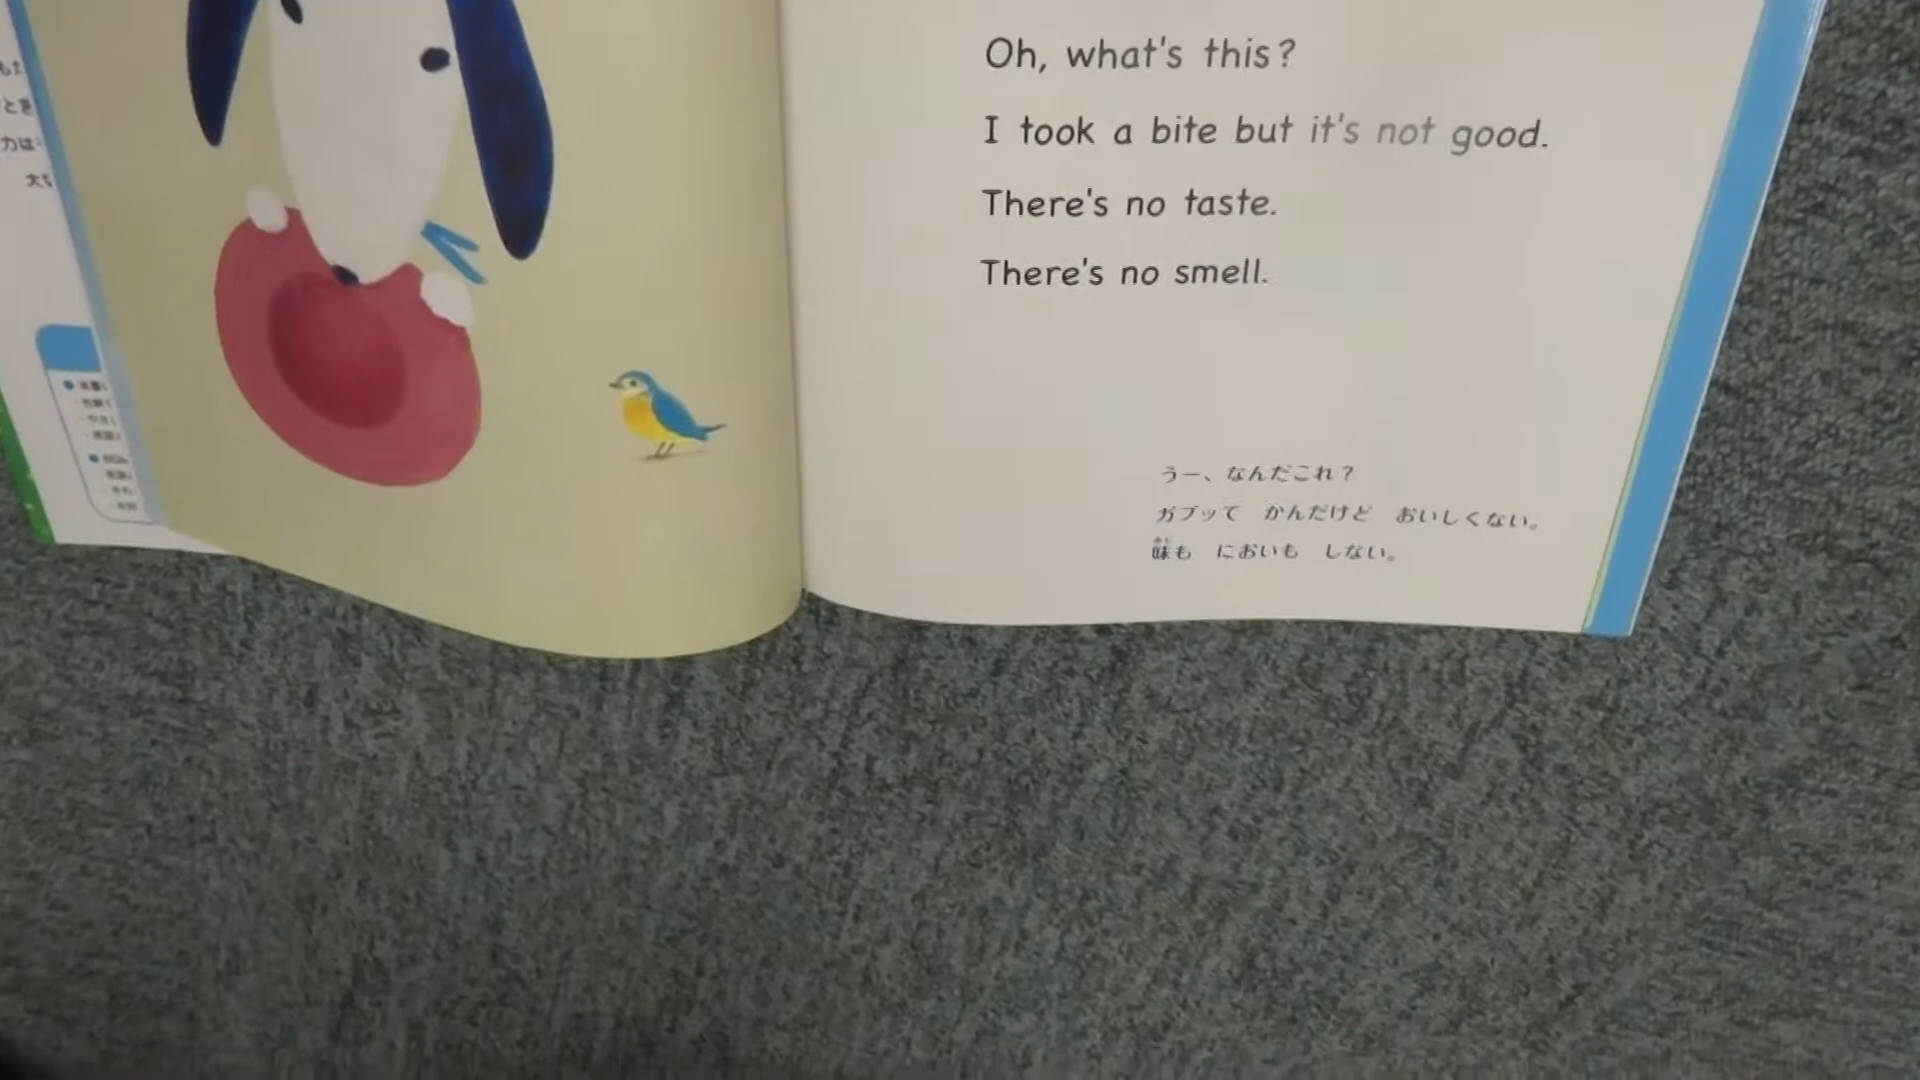 Oh, what's this?
I took a bite but it's not good.
There's no taste.
There's no smell.
うー、なんだこれ?
ガブッて かんだけど おいしくない。
味も においも しない。